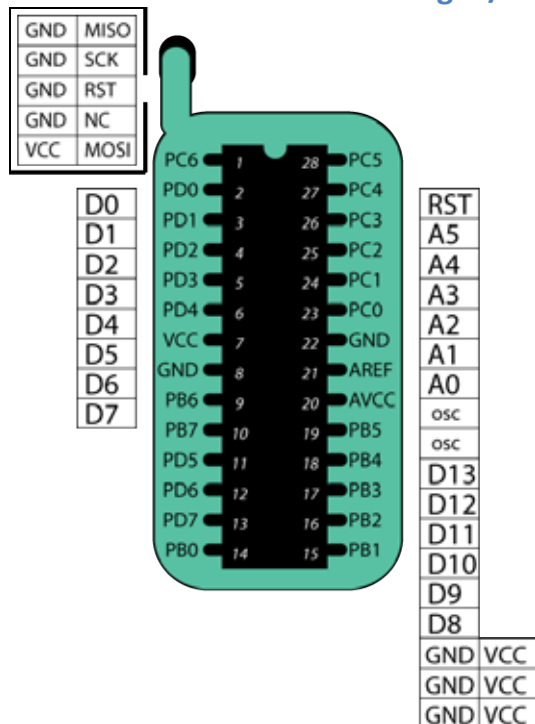 GND MISO
GND SCK
GND RST
GND NC
VCC MOSI
D0
D1
D2
D3
D4
D5
D6
D7
PC6 1 28 PC5
PD0 2 27 PC4
PD1 3 26 PC3
PD2 4 25 PC2
PD3 5 24 PC1
PD4 6 23 PC0
VCC 7 22 GND
GND 8 21 AREF
PB6 9 20 AVCC
PB7 10 19 PB5
PD5 11 18 PB4
PD6 12 17 PB3
PD7 13 16 PB2
PB0 14 15 PB1
RST
A5
A4
A3
A2
A1
A0
osc
osc
D13
D12
D11
D10
D9
D8
GND VCC
GND VCC
GND VCC